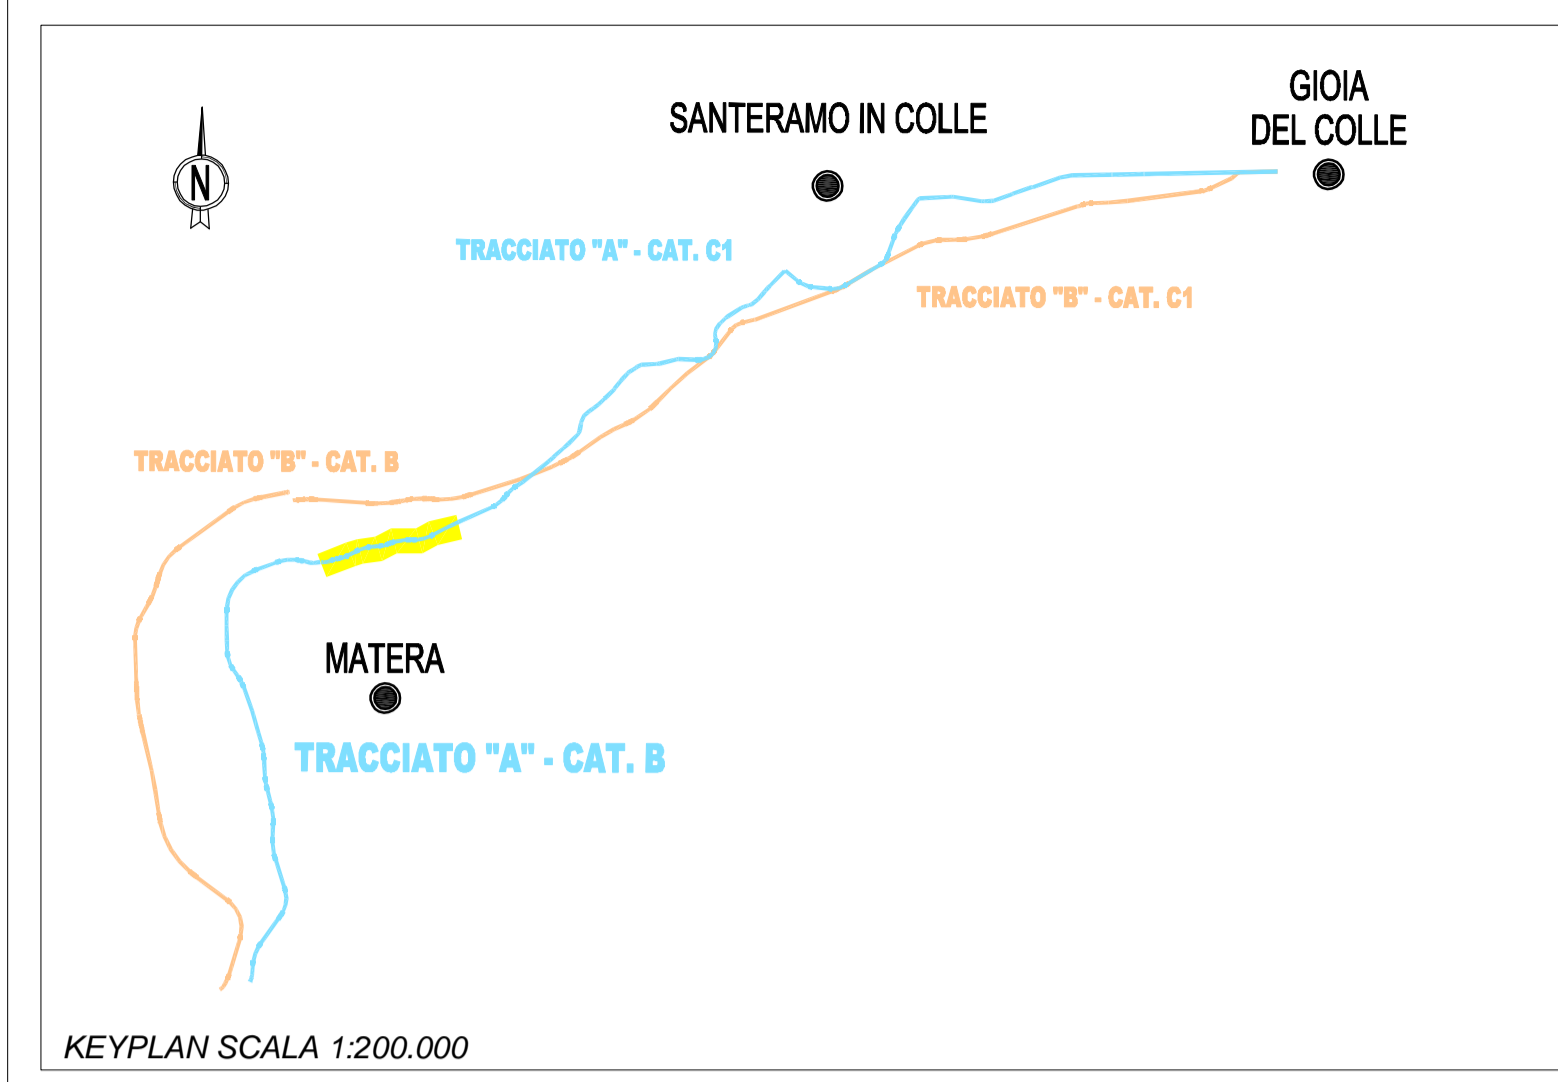 GIOIA
DEL COLLE
SANTERAMO IN COLLE
N
TRACCIATO "A" - CAT. C1
TRACCIATO "B" - CAT. C1
TRACCIATO "B" - CAT. B
MATERA
TRACCIATO "A" - CAT. B
KEYPLAN SCALA 1:200.000